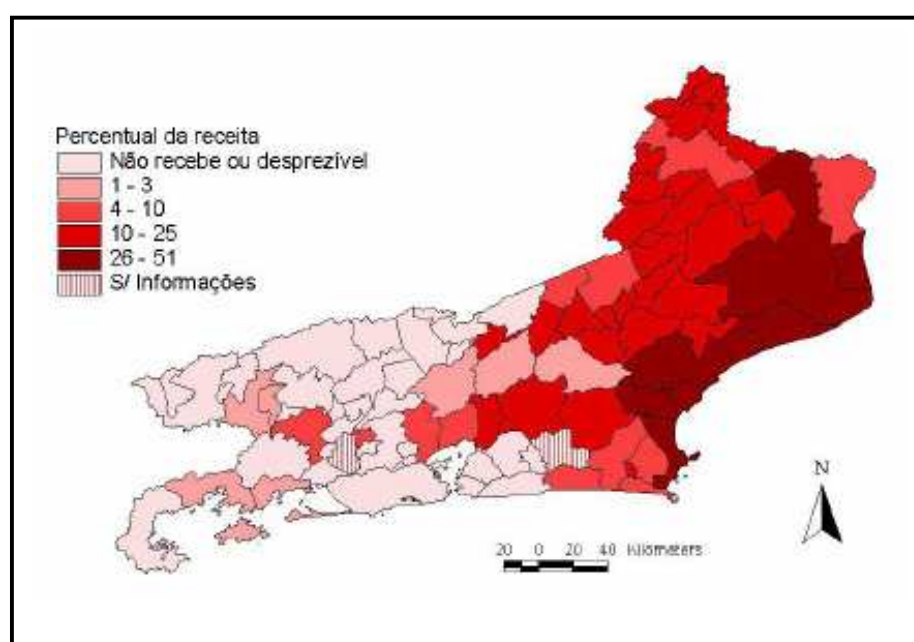 Percentual da receita
Não recebe ou desprezível
1 - 3
4 - 10
10 - 25
26 - 51
S/ Informações
N
20 0 20 40 Kilometers